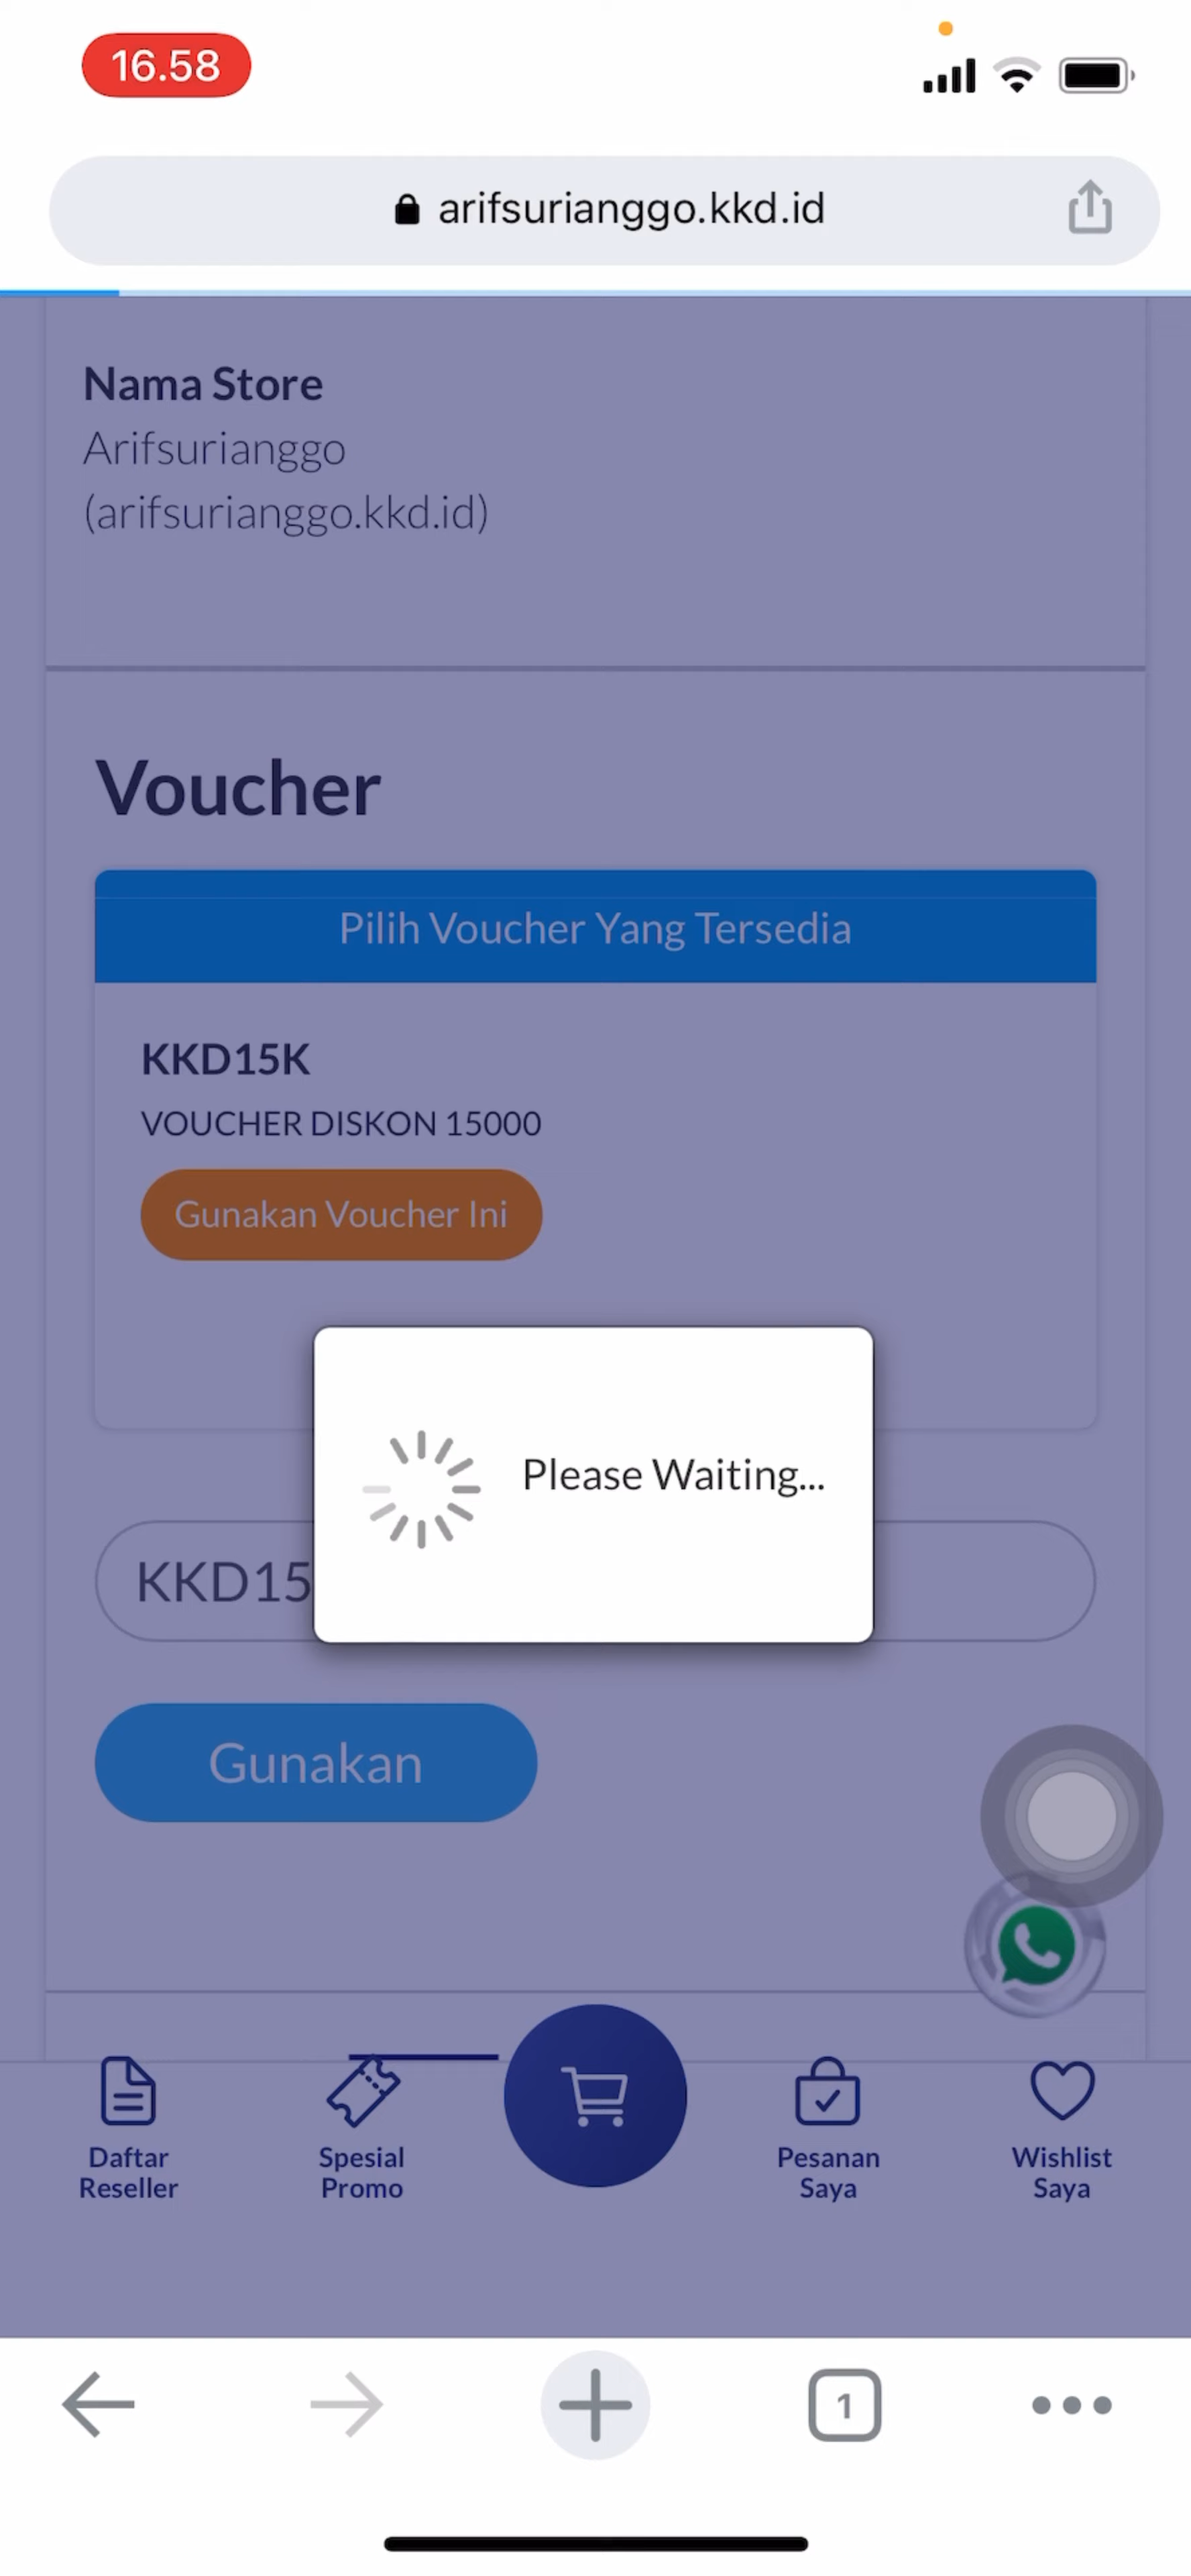 16.58
arifsurianggo.kkd.id
Nama Store
Arifsurianggo
(arifsurianggo.kkd.id)
Voucher
Pilih Voucher Yang Tersedia
KKD15K
VOUCHER DISKON 15000
Gunakan Voucher Ini
Please Waiting...
KKD15
Gunakan
Daftar
Reseller
Spesial
Promo
Pesanan
Saya
Wishlist
Saya
1